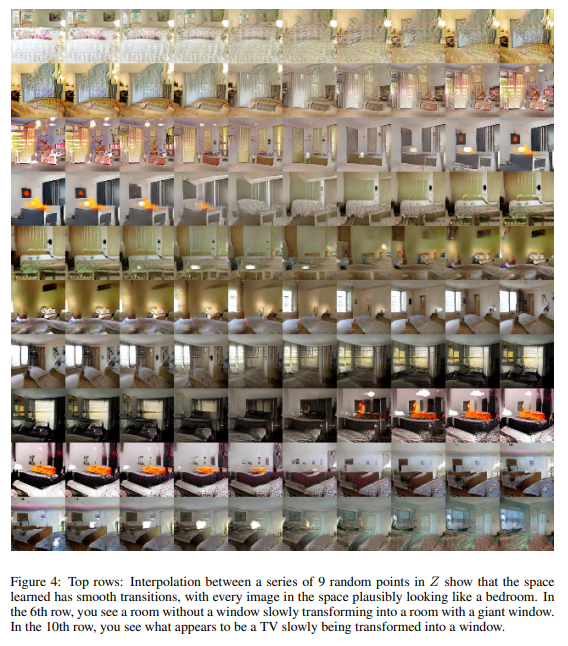 Figure 4: Top rows: Interpolation between a series of 9 random points in Z show that the space
learned has smooth transitions, with every image in the space plausibly looking like a bedroom. In
the 6th row, you see a room without a window slowly transforming into a room with a giant window.
In the 10th row, you see what appears to be a TV slowly being transformed into a window.